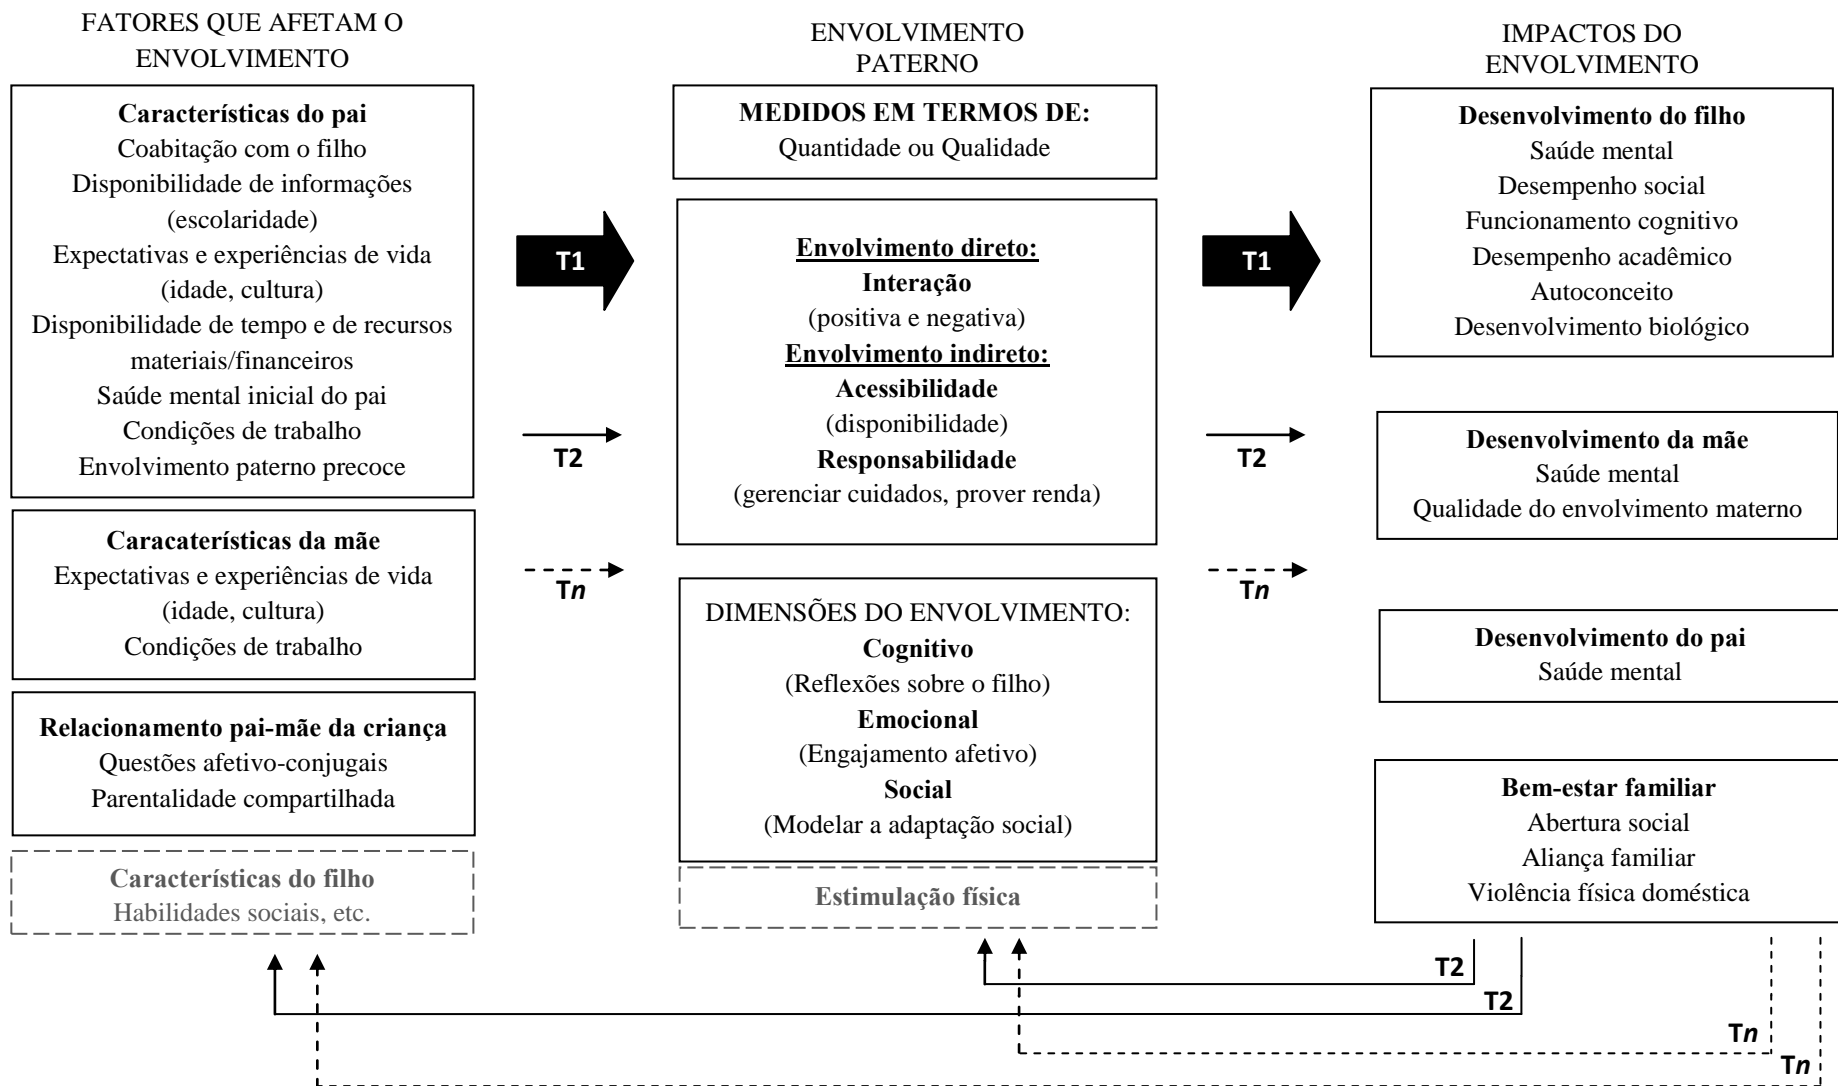 FATORES QUE AFETAM O
ENVOLVIMENTO
Características do pai
Coabitação com o filho
Disponibilidade de informações
(escolaridade)
Expectativas e experiências de vida
(idade, cultura)
Disponibilidade de tempo e de recursos
materiais/financeiros
Saúde mental inicial do pai
Condições de trabalho
Envolvimento paterno precoce
Caracaterísticas da mãe
Expectativas e experiências de vida
(idade, cultura)
Condições de trabalho
Relacionamento pai-mãe da criança
Questões afetivo-conjugais
Parentalidade compartilhada
Características do filho
Habilidades sociais, etc.
T1
T2
Tn
ENVOLVIMENTO
PATERNO
MEDIDOS EM TERMOS DE:
Quantidade ou Qualidade
Envolvimento direto:
Interação
(positiva e negativa)
Envolvimento indireto:
Acessibilidade
(disponibilidade)
Responsabilidade
(gerenciar cuidados, prover renda)
DIMENSÕES DO ENVOLVIMENTO:
Cognitivo
(Reflexões sobre o filho)
Emocional
(Engajamento afetivo)
Social
(Modelar a adaptação social)
Estimulação física
T1
T2
Tn
IMPACTOS DO
ENVOLVIMENTO
Desenvolvimento do filho
Saúde mental
Desempenho social
Funcionamento cognitivo
Desempenho acadêmico
Autoconceito
Desenvolvimento biológico
Desenvolvimento da mãe
Saúde mental
Qualidade do envolvimento materno
Desenvolvimento do pai
Saúde mental
Bem-estar familiar
Abertura social
Aliança familiar
Violência física doméstica
T2
T2
Tn
Tn